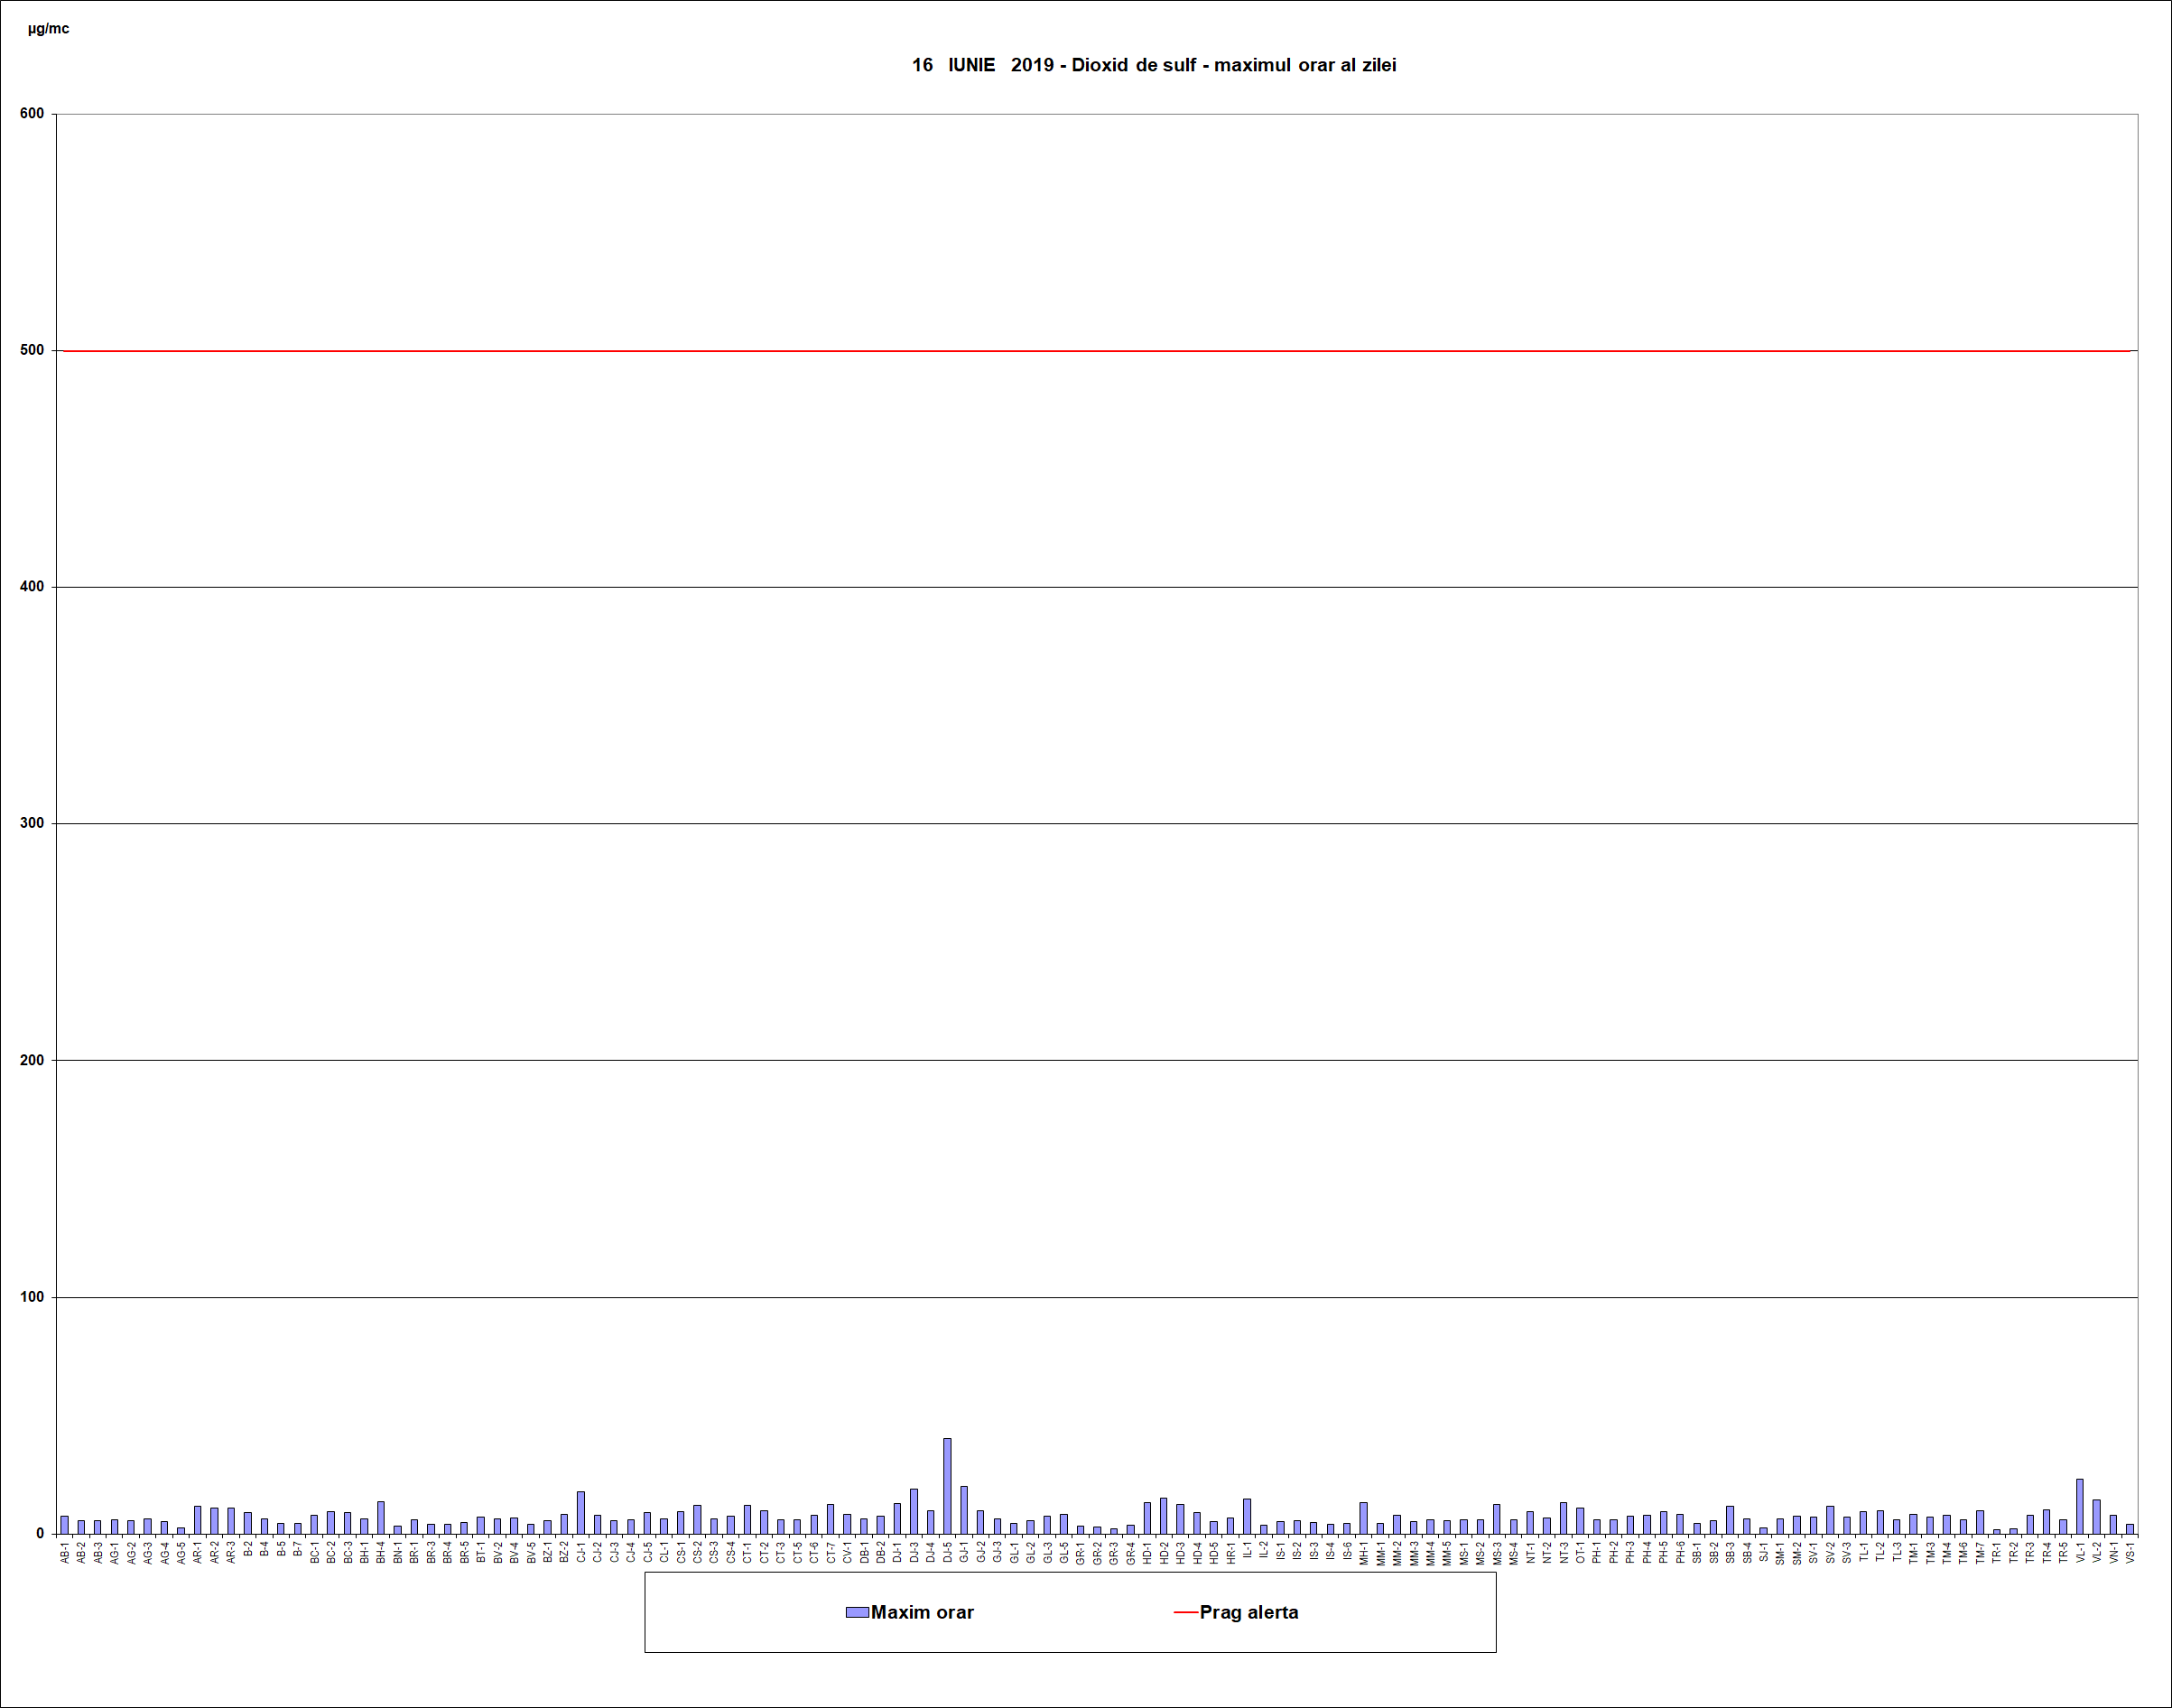 µg/mc
16 IUNIE 2019 - Dioxid de sulf - maximul orar al zilei
600
500
400
300
200
100
0
AB-1 AB-2 AB-3 AG-1 AG-2 AG-3 AG-4 AG-5 AR-1 AR-2 AR-3 B-2 B-4 B-5 B-7 BC-1 BC-2 BC-3 BH-1 BH-4 BN-1 BR-1 BR-3 BR-4 BR-5 BT-1 BV-2 BV-4 BV-5 BZ-1 BZ-2 CJ-1 CJ-2 CJ-3 CJ-4 CJ-5 CL-1 CS-1 CS-2 CS-3 CS-4 CT-1 CT-2 CT-3 CT-5 CT-6 CT-7 CV-1 DB-1 DB-2 DJ-1 DJ-3 DJ-4 DJ-5 GJ-1 GJ-2 GJ-3 GL-1 GL-2 GL-3 GL-5 GR-1 GR-2 GR-3 GR-4 HD-1 HD-2 HD-3 HD-4 HD-5 HR-1 IL-1 IL-2 IS-1 IS-2 IS-3 IS-4 IS-6 MH-1 MM-1 MM-2 MM-3 MM-4 MM-5 MS-1 MS-2 MS-3 MS-4 NT-1 NT-2 NT-3 OT-1 PH-1 PH-2 PH-3 PH-4 PH-5 PH-6 SB-1 SB-2 SB-3 SB-4 SJ-1 SM-1 SM-2 SV-1 SV-2 SV-3 TL-1 TL-2 TL-3 TM-1 TM-3 TM-4 TM-6 TM-7 TR-1 TR-2 TR-3 TR-4 TR-5 VL-1 VL-2 VN-1 VS-1
Maxim orar Prag alerta